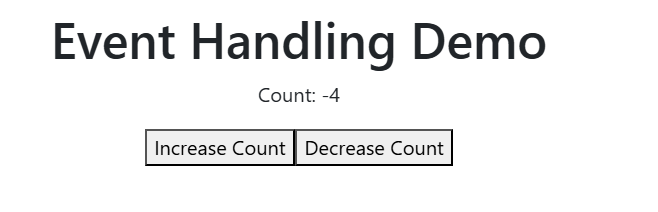 Event Handling Demo
Count: -4
Increase Count Decrease Count